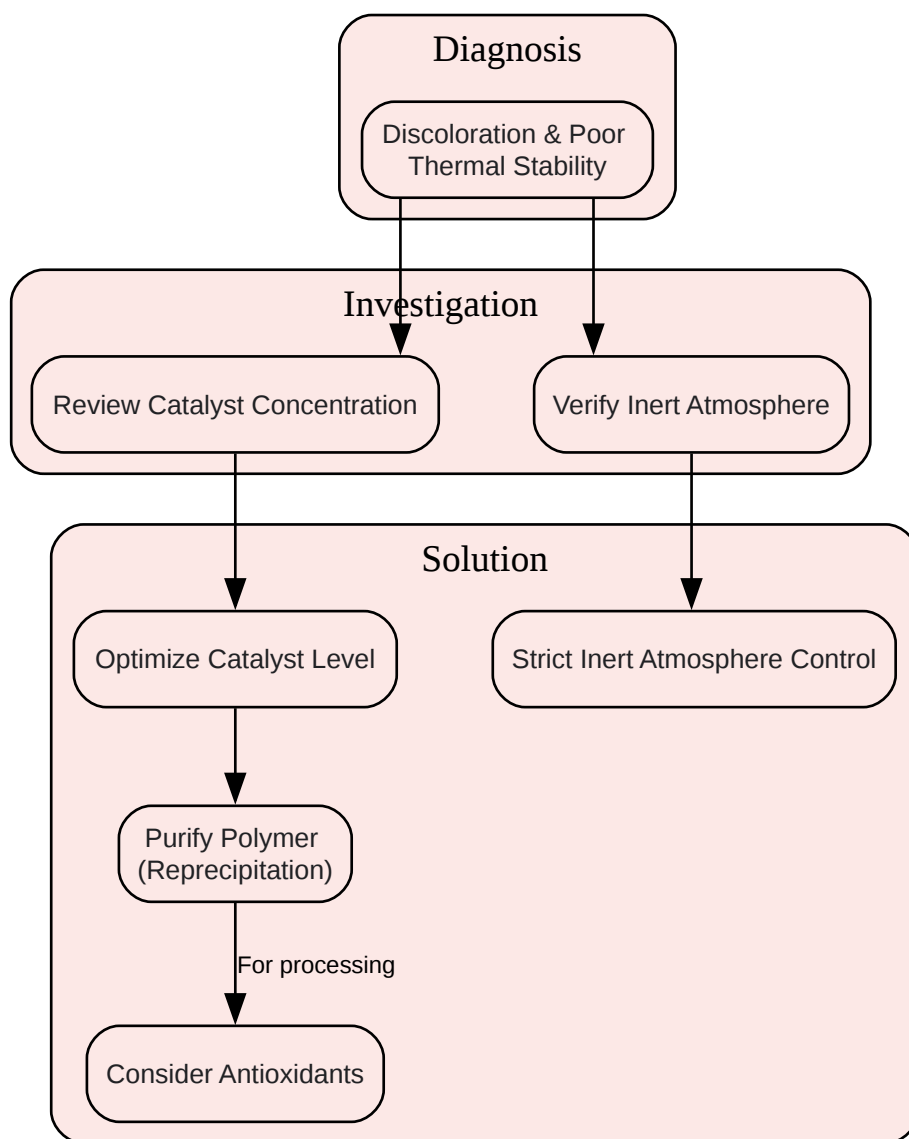 Diagnosis
Discoloration & Poor
Thermal Stability
Investigation
Review Catalyst Concentration
Verify Inert Atmosphere
Solution
Optimize Catalyst Level
Strict Inert Atmosphere Control
Purify Polymer
(Reprecipitation)
For processing
Consider Antioxidants